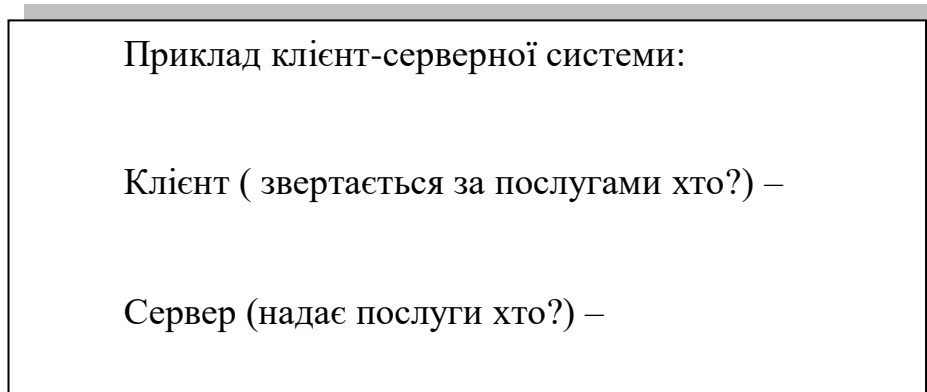 Приклад клієнт-серверної системи:
Клієнт ( звертається за послугами хто?) –
Сервер (надає послуги хто?) –